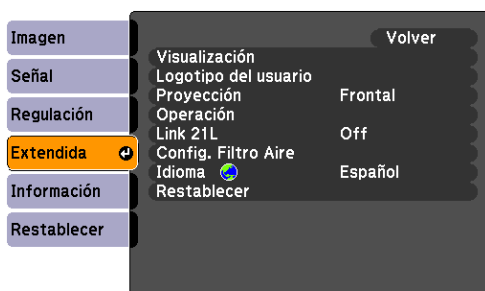 Imagen
Señal
Regulación
Extendida
Información
Restablecer
Volver
Visualización
Logotipo del usuario
Proyección Frontal
Operación
Link 21L Off
Config. Filtro Aire
Idioma Español
Restablecer